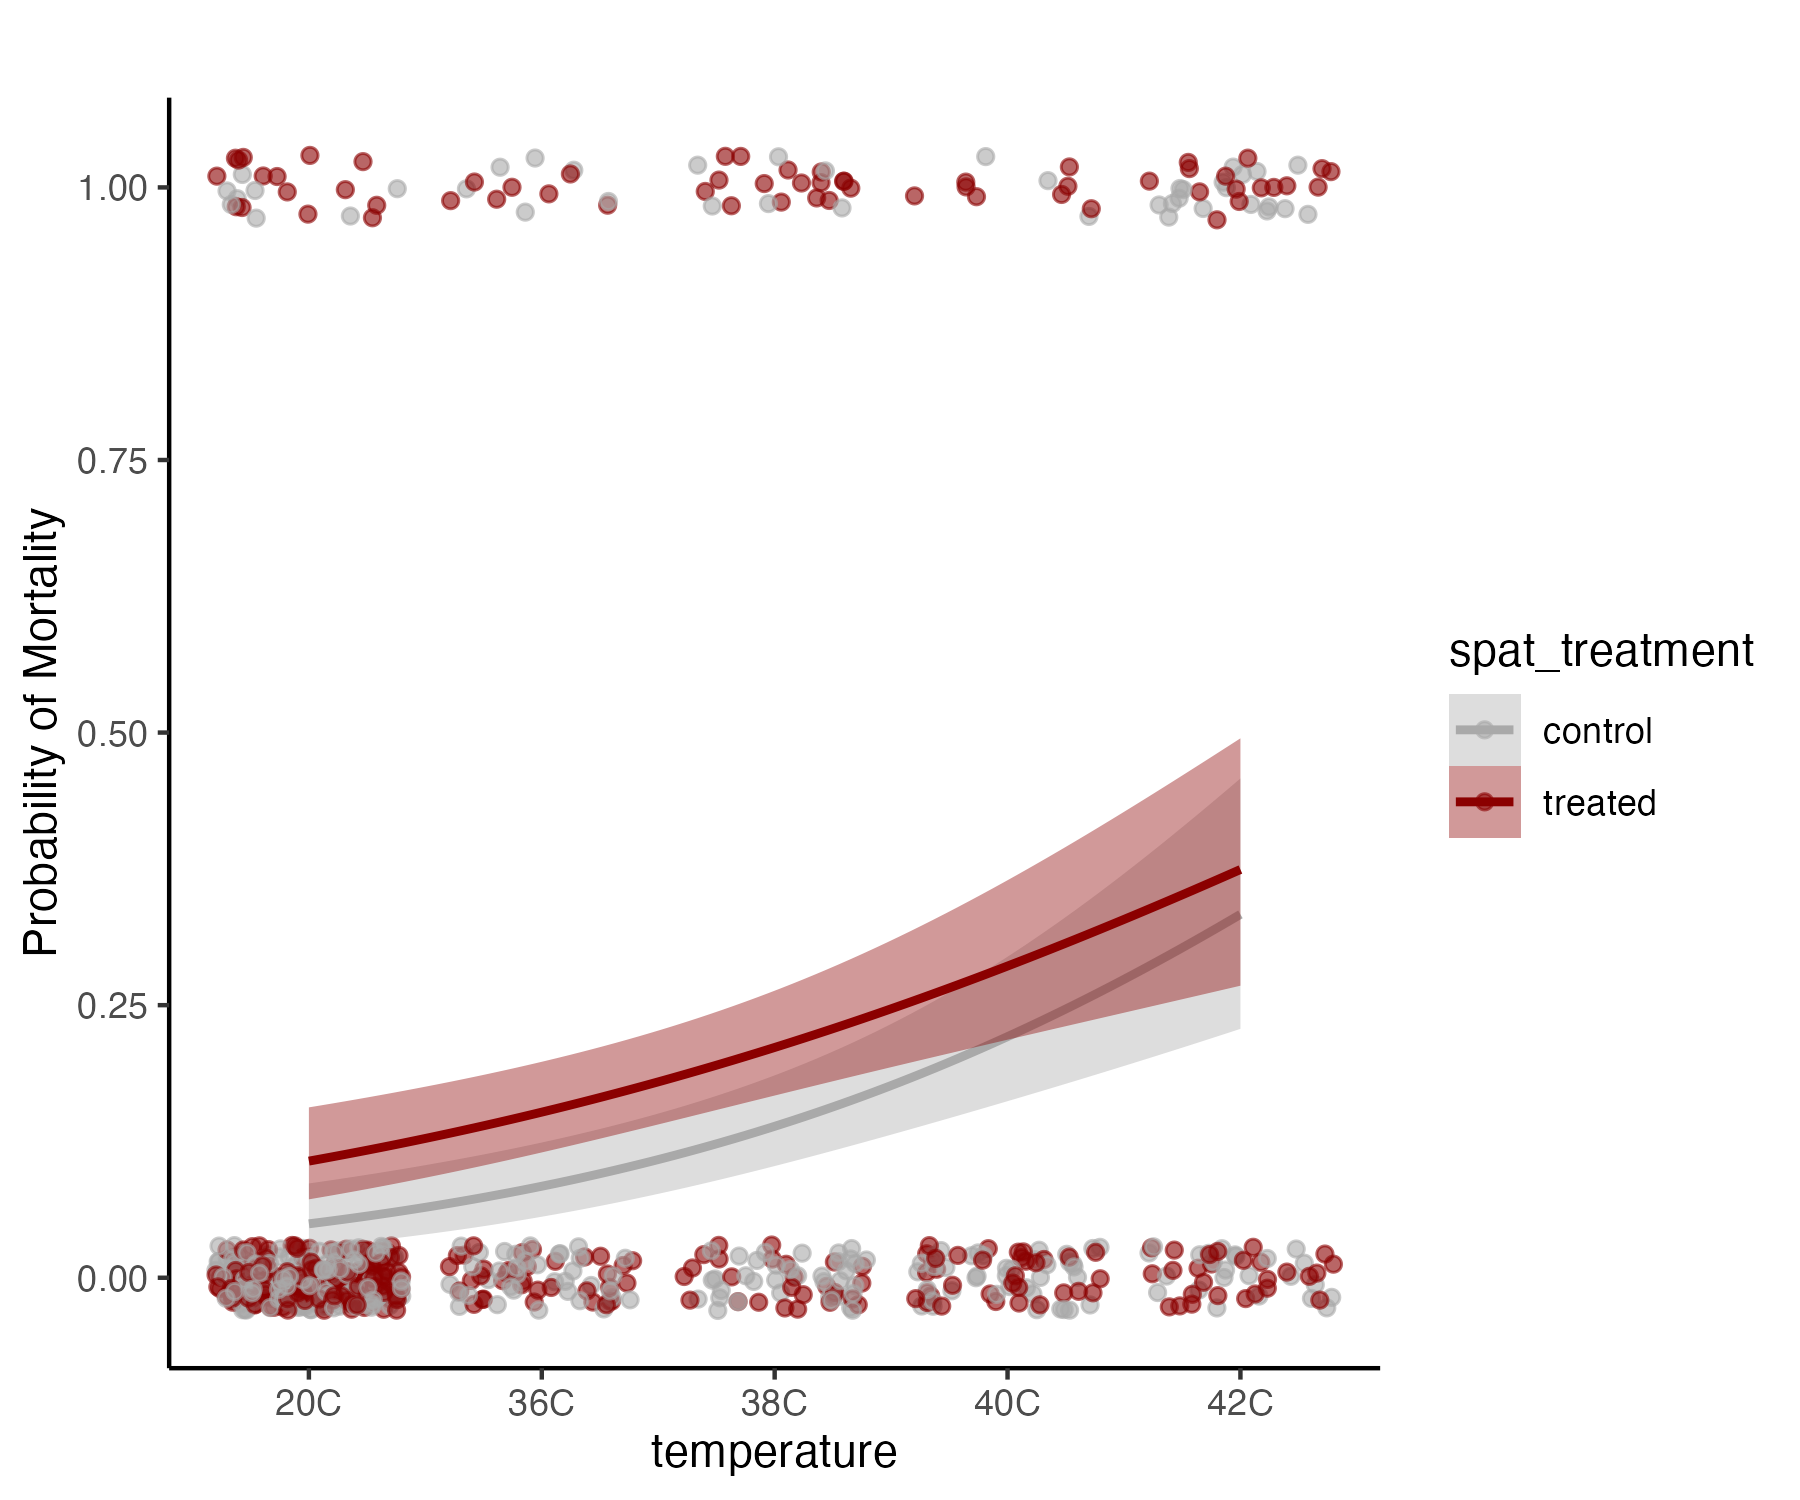 1.00
0.75
0.50
0.25
0.00
Probability of Mortality
20C 36C 38C 40C 42C
temperature
spat_treatment
control
treated